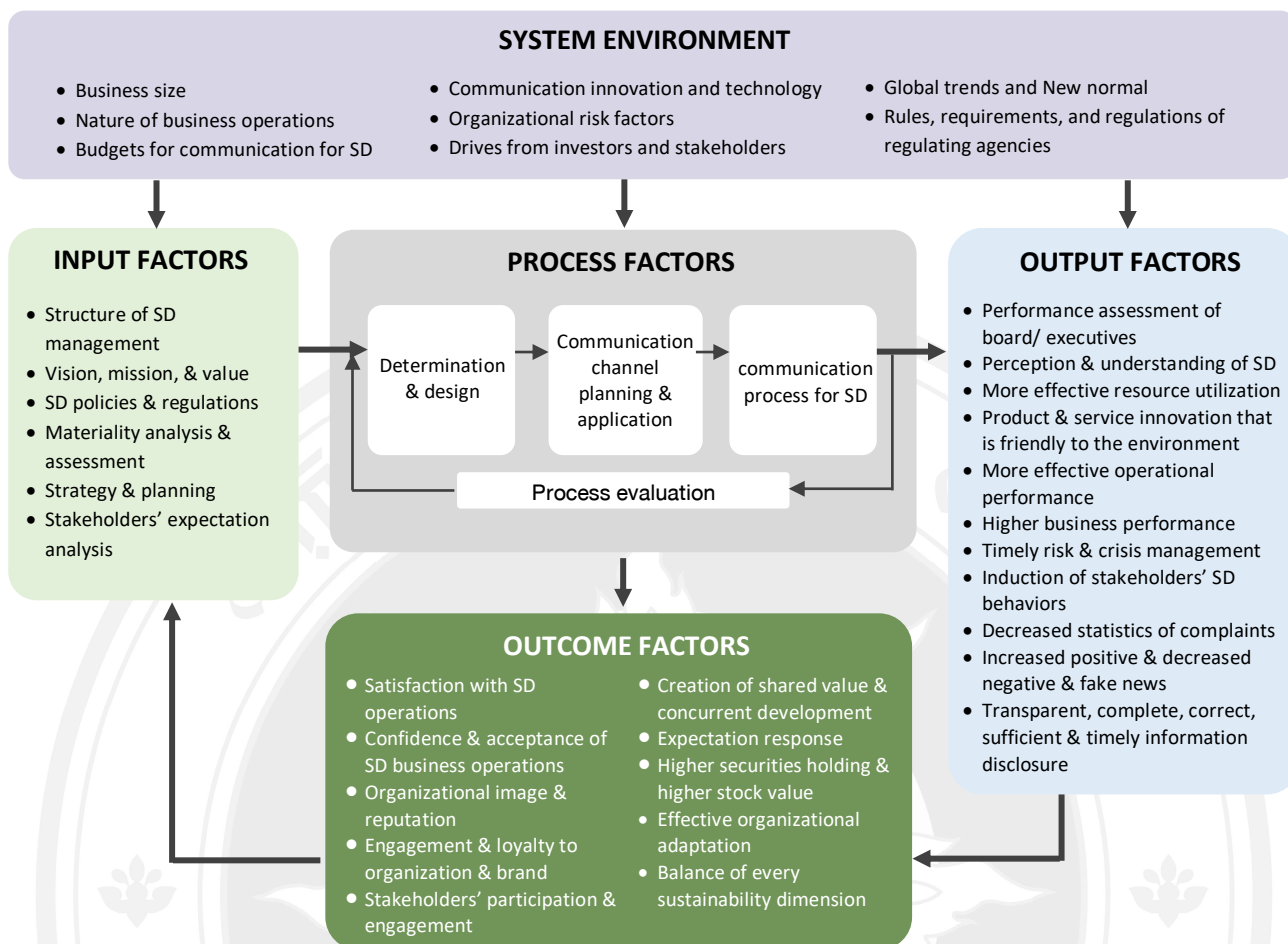 SYSTEM ENVIRONMENT
• Business size
• Nature of business operations
• Budgets for communication for SD
• Communication innovation and technology
• Organizational risk factors
• Drives from investors and stakeholders
• Global trends and New normal
• Rules, requirements, and regulations of
regulating agencies
INPUT FACTORS
• Structure of SD
management
• Vision, mission, & value
• SD policies & regulations
• Materiality analysis &
assessment
• Strategy & planning
• Stakeholders’ expectation
analysis
PROCESS FACTORS
Determination
& design
Communication
channel
planning &
application
communication
process for SD
Process evaluation
OUTPUT FACTORS
• Performance assessment of
board/ executives
• Perception & understanding of SD
• More effective resource utilization
• Product & service innovation that
is friendly to the environment
• More effective operational
performance
• Higher business performance
• Timely risk & crisis management
• Induction of stakeholders’ SD
behaviors
• Decreased statistics of complaints
• Increased positive & decreased
negative & fake news
• Transparent, complete, correct,
sufficient & timely information
disclosure
OUTCOME FACTORS
• Satisfaction with SD
operations
• Confidence & acceptance of
SD business operations
• Organizational image &
reputation
• Engagement & loyalty to
organization & brand
• Stakeholders’ participation &
engagement
• Creation of shared value &
concurrent development
• Expectation response
• Higher securities holding &
higher stock value
• Effective organizational
adaptation
• Balance of every
sustainability dimension